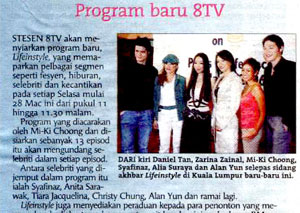 Program baru 8TV
STESEN 8TV akan me-
nyiarkan program baru,
Lifeinstyle, yang mema-
parkan pelbagai segmen
seperti fesyen, hiburan,
selebriti dan kecantikan
pada setiap Selasa mulai
28 Mac ini dari pukul 11
hingga 11.30 malam.
Program yang diacarakan
oleh Mi-Ki Choong dan di-
siarkan sebanyak 13 episod
itu akan mengundang se-
lebriti dalam setiap episod.
Antara selebriti yang di-
jemput dalam program itu
ialah Syafinaz, Anita Sara-
wak, Tiara Jacquelina, Christy Chung, Alan Yun dan ramai lagi.
Lifeinstyle juga menyediakan peraduan kepada para penonton yang me-
DARI kiri Daniel Tan, Zarina Zainal, Mi-Ki Choong,
Syafinaz, Alia Suraya dan Alan Yun selepas sidang
akhbar Lifeinstyle di Kuala Lumpur baru-baru ini.